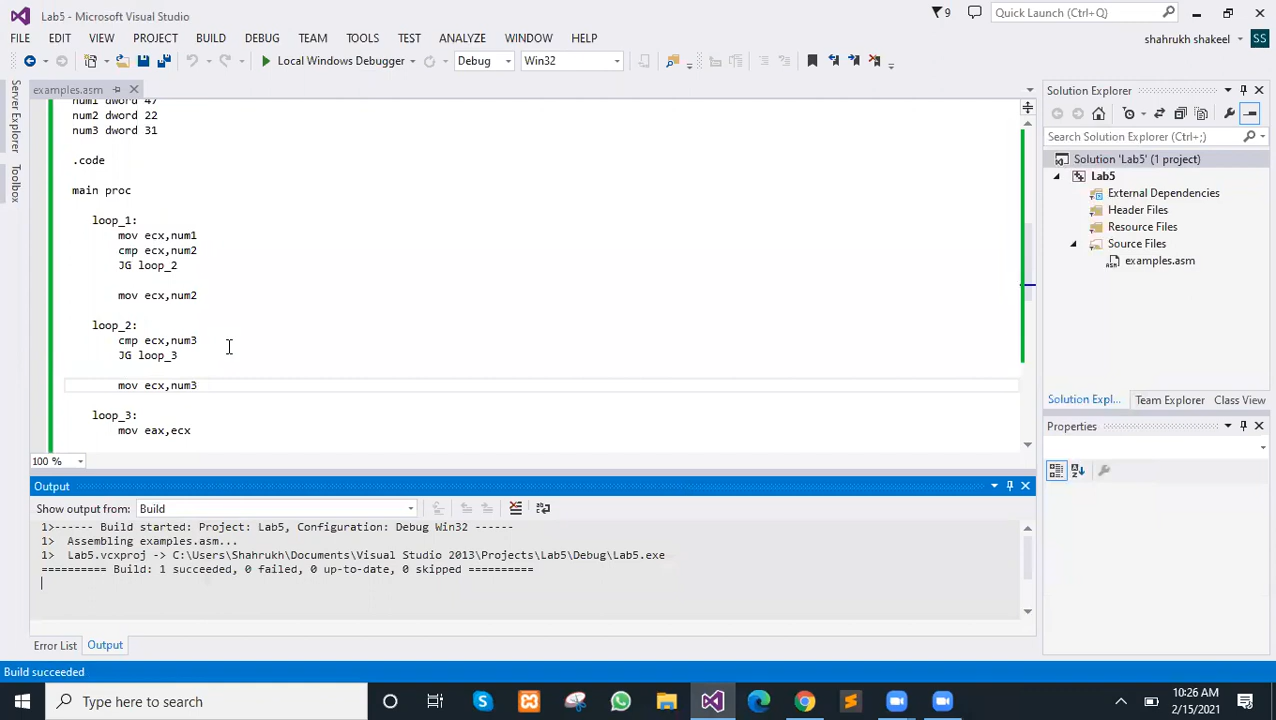 Lab5 - Microsoft Visual Studio
9
Quick Launch (Ctrl+Q)
FILE EDIT VIEW PROJECT BUILD DEBUG TEAM TOOLS TEST ANALYZE WINDOW HELP
shahrukh shakeel SS
Local Windows Debugger Debug Win32
Server Explorer
Toolbox
examples.asm
num1 dword 47
num2 dword 22
num3 dword 31
.code
main proc
loop_1:
mov ecx,num1
cmp ecx,num2
JG loop_2
mov ecx,num2
loop_2:
cmp ecx,num3
JG loop_3
mov ecx,num3
loop_3:
mov eax,ecx
100 %
Solution Explorer
Search Solution Explorer (Ctrl+;)
Solution 'Lab5' (1 project)
Lab5
External Dependencies
Header Files
Resource Files
Source Files
examples.asm
Solution Expl... Team Explorer Class View
Properties
Output
Show output from: Build
1>------ Build started: Project: Lab5, Configuration: Debug Win32 ------
1>  Assembling examples.asm...
1>  Lab5.vcxproj -> C:\Users\Shahrukh\Documents\Visual Studio 2013\Projects\Lab5\Debug\Lab5.exe
========== Build: 1 succeeded, 0 failed, 0 up-to-date, 0 skipped ==========
Error List Output
Build succeeded
Type here to search
10:26 AM
2/15/2021